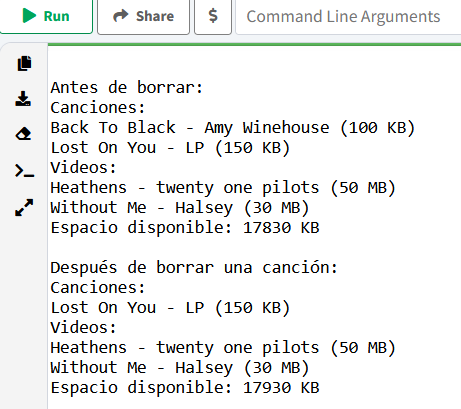 Run
Share
$
Command Line Arguments
Antes de borrar:
Canciones:
Back To Black - Amy Winehouse (100 KB)
Lost On You - LP (150 KB)
Videos:
Heathens - twenty one pilots (50 MB)
Without Me - Halsey (30 MB)
Espacio disponible: 17830 KB
Después de borrar una canción:
Canciones:
Lost On You - LP (150 KB)
Videos:
Heathens - twenty one pilots (50 MB)
Without Me - Halsey (30 MB)
Espacio disponible: 17930 KB